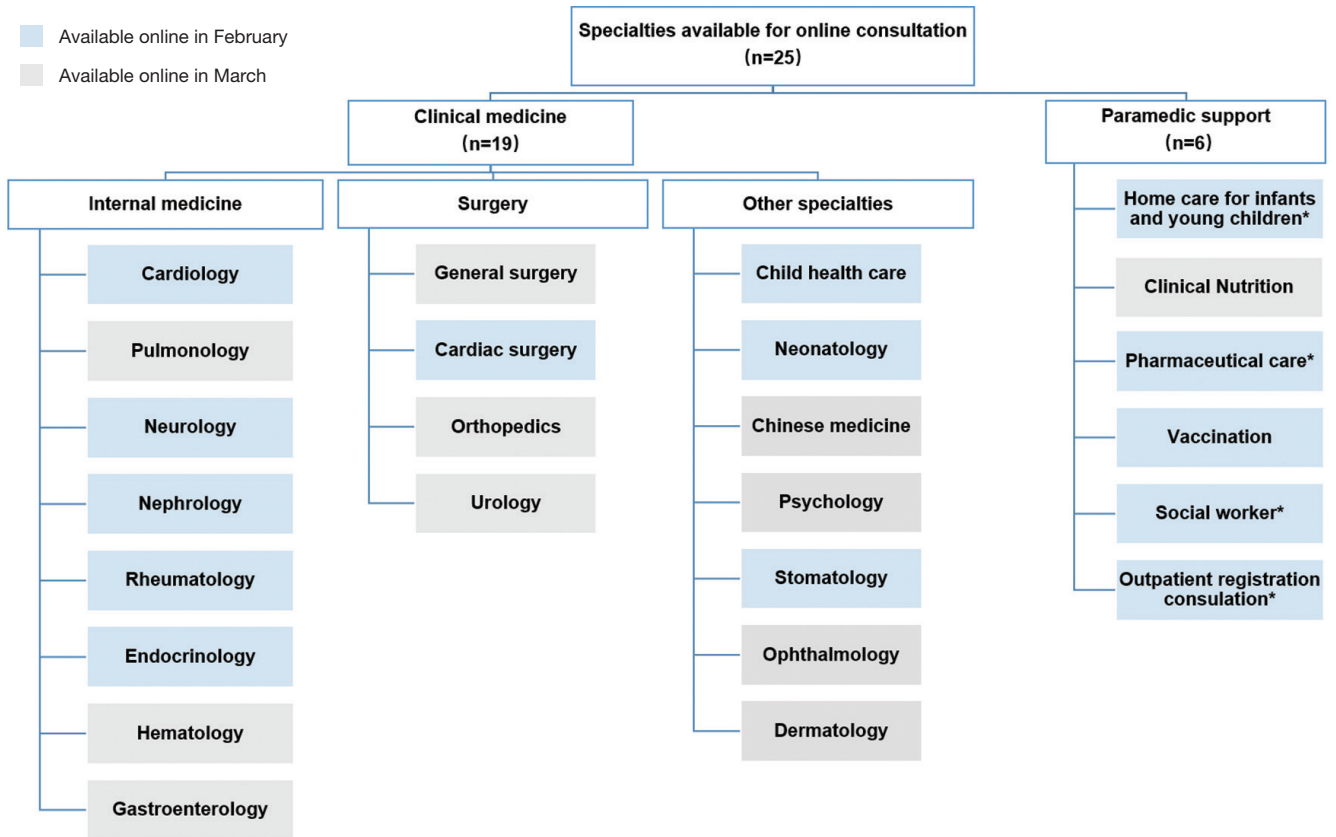 Available online in February
Available online in March
Specialties available for online consultation
(n=25)
Clinical medicine
(n=19)
Paramedic support
(n=6)
Internal medicine
Cardiology
Pulmonology
Neurology
Nephrology
Rheumatology
Endocrinology
Hematology
Gastroenterology
Surgery
General surgery
Cardiac surgery
Orthopedics
Urology
Other specialties
Child health care
Neonatology
Chinese medicine
Psychology
Stomatology
Ophthalmology
Dermatology
Home care for infants
and young children*
Clinical Nutrition
Pharmaceutical care*
Vaccination
Social worker*
Outpatient registration
consulation*